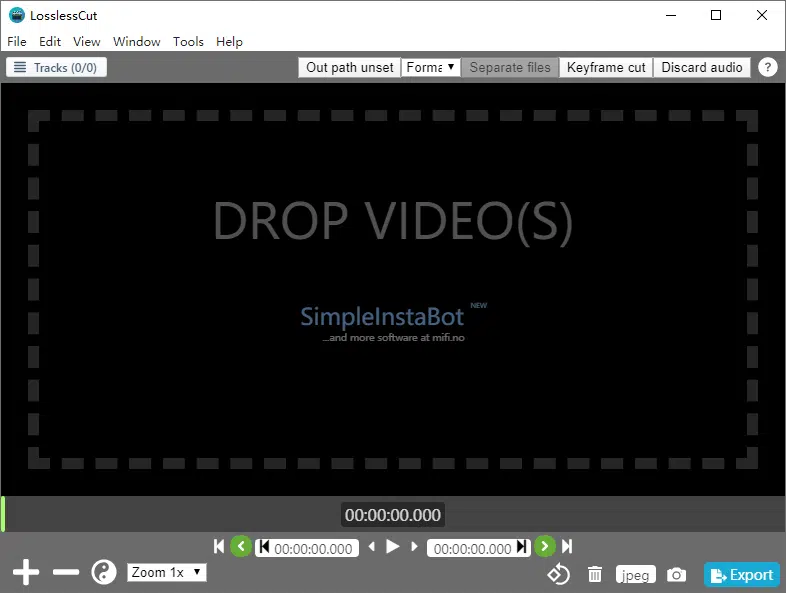 LosslessCut
File Edit View Window Tools Help
Tracks (0/0) Out path unset Forma Separate files Keyframe cut Discard audio ?
DROP VIDEO(S)
SimpleInstaBot NEW
...and more software at mifi.no
00:00:00.000
00:00:00.000 00:00:00.000
Zoom 1x jpeg Export